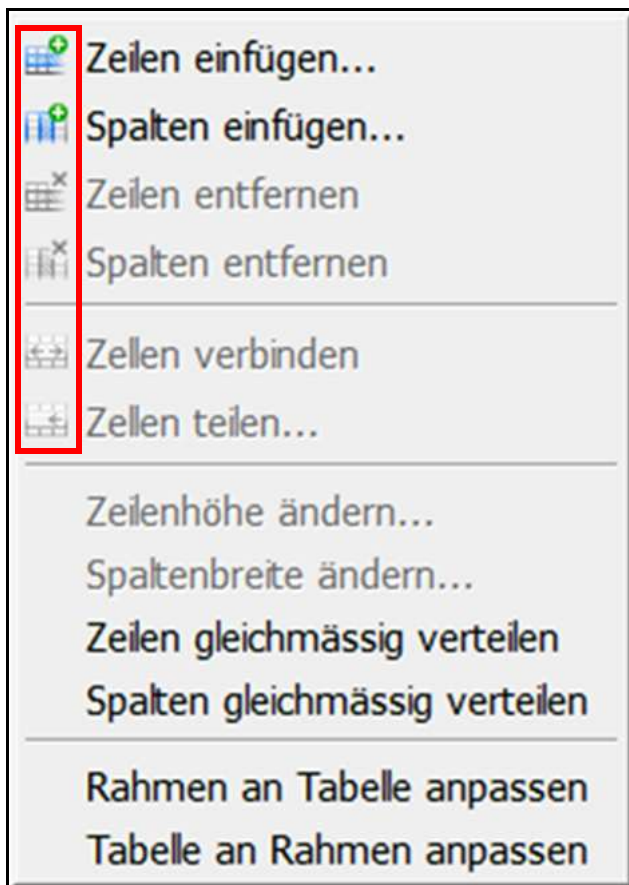 Zeilen einfügen...
Spalten einfügen...
Zeilen entfernen
Spalten entfernen
Zellen verbinden
Zellen teilen...
Zeilenhöhe ändern...
Spaltenbreite ändern...
Zeilen gleichmässig verteilen
Spalten gleichmässig verteilen
Rahmen an Tabelle anpassen
Tabelle an Rahmen anpassen